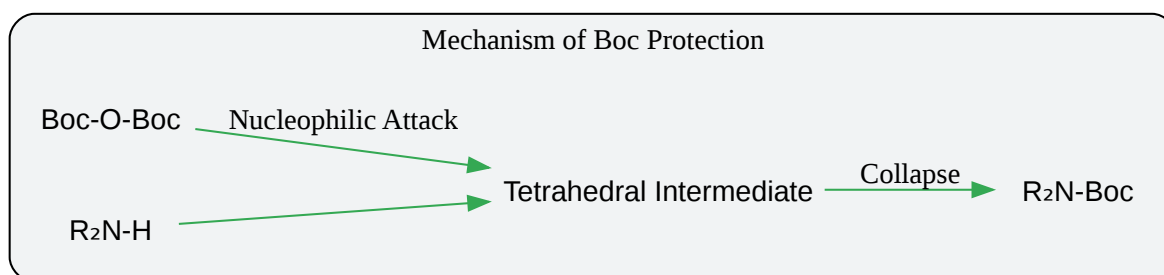 Mechanism of Boc Protection
Boc-O-Boc
Nucleophilic Attack
R₂N-H
Tetrahedral Intermediate
Collapse
R₂N-Boc